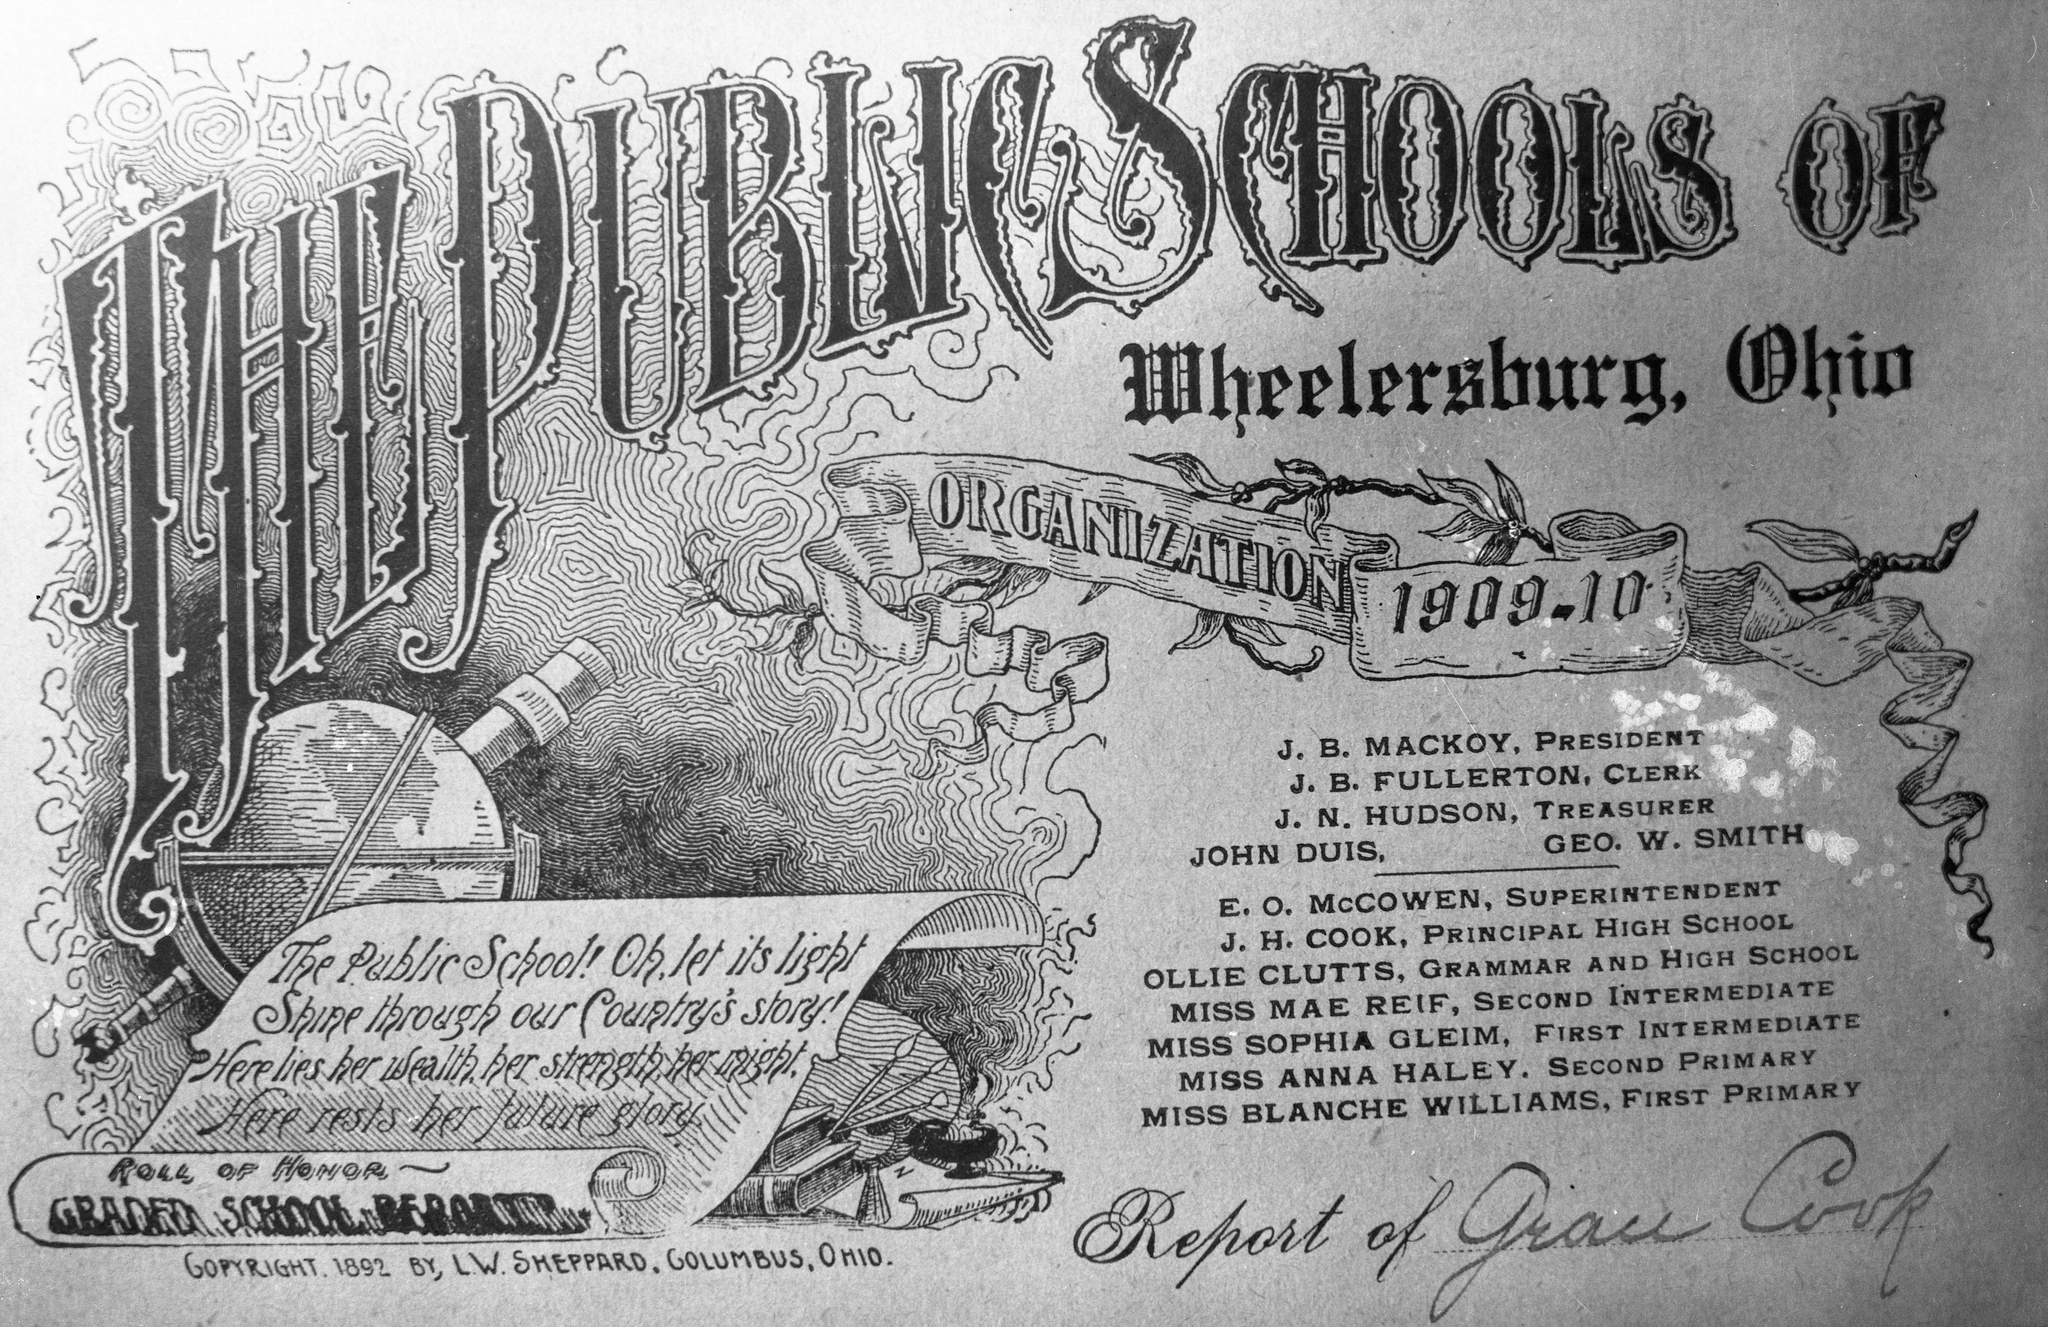 The Public Schools of
Wheelersburg, Ohio
ORGANIZATION 1909-10
J. B. MACKOY, PRESIDENT
J. B. FULLERTON, CLERK
J. N. HUDSON, TREASURER
JOHN DUIS, GEO. W. SMITH
E. O. McCOWEN, SUPERINTENDENT
J. H. COOK, PRINCIPAL HIGH SCHOOL
OLLIE CLUTTS, GRAMMAR AND HIGH SCHOOL
MISS MAE REIF, SECOND INTERMEDIATE
MISS SOPHIA GLEIM, FIRST INTERMEDIATE
MISS ANNA HALEY. SECOND PRIMARY
MISS BLANCHE WILLIAMS, FIRST PRIMARY
Report of Grace Cook
The Public School! Oh, let its light
Shine through our Country's story!
Here lies her wealth, her strength, her might,
Here rests her future glory.
ROLL OF HONOR
GRADED SCHOOL REPORTER
COPYRIGHT. 1892 BY, L.W. SHEPPARD, COLUMBUS, OHIO.